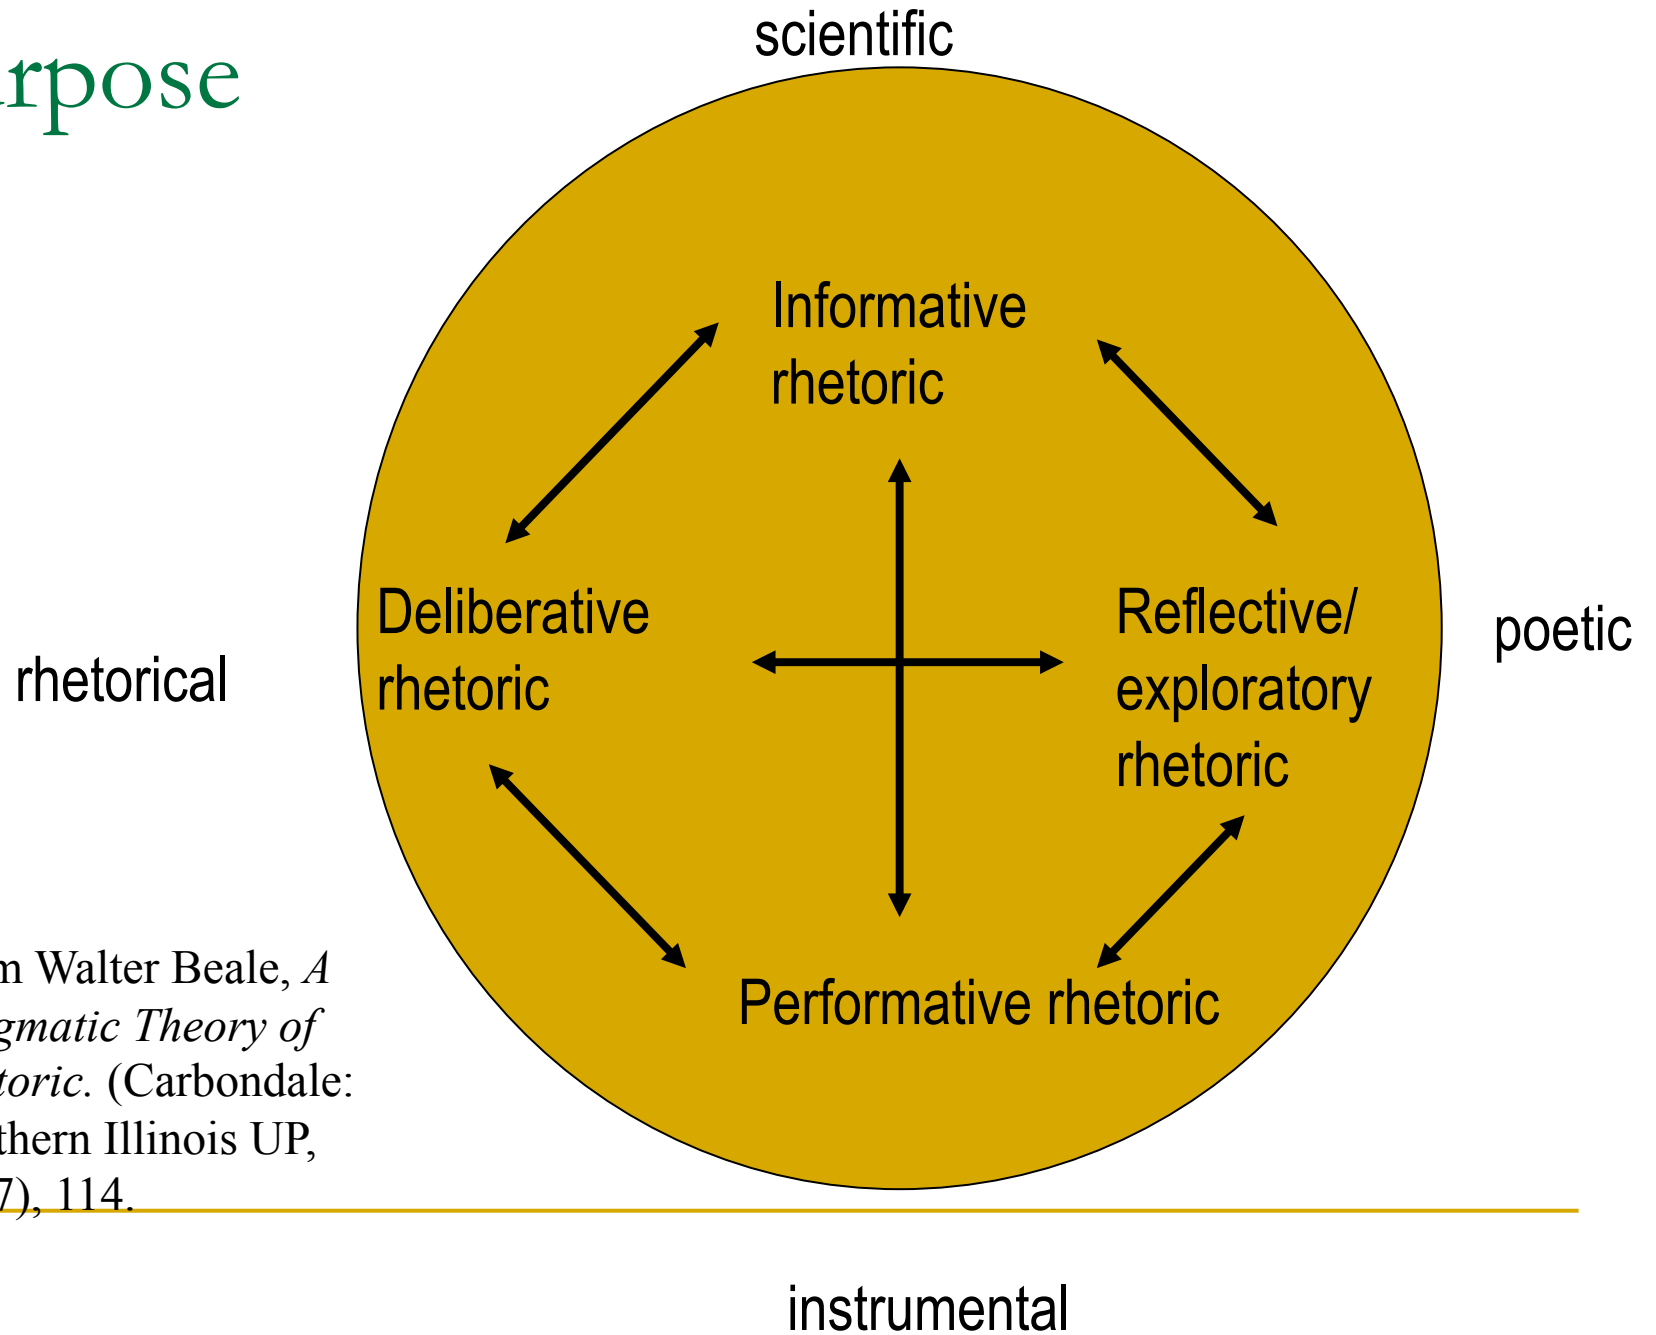 scientific
rpose
Informative
rhetoric
Deliberative
rhetoric
Reflective/
exploratory
rhetoric
poetic
rhetorical
m Walter Beale, A
gmatic Theory of
toric. (Carbondale:
thern Illinois UP,
7), 114.
Performative rhetoric
instrumental